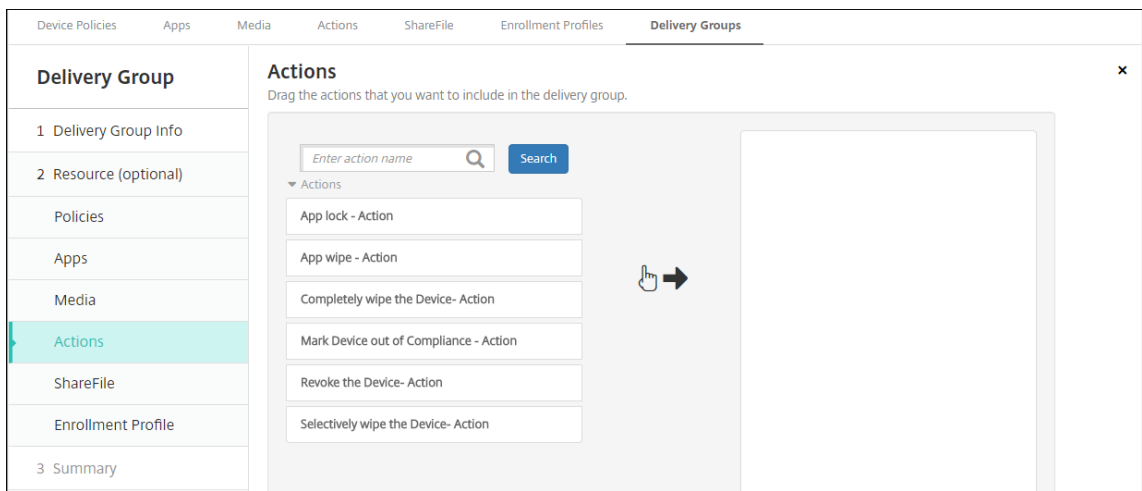 Device Policies Apps Media Actions ShareFile Enrollment Profiles Delivery Groups
Delivery Group
1 Delivery Group Info
2 Resource (optional)
Policies
Apps
Media
Actions
ShareFile
Enrollment Profile
3 Summary
Actions
Drag the actions that you want to include in the delivery group.
Enter action name Search
Actions
App lock - Action
App wipe - Action
Completely wipe the Device- Action
Mark Device out of Compliance - Action
Revoke the Device- Action
Selectively wipe the Device- Action